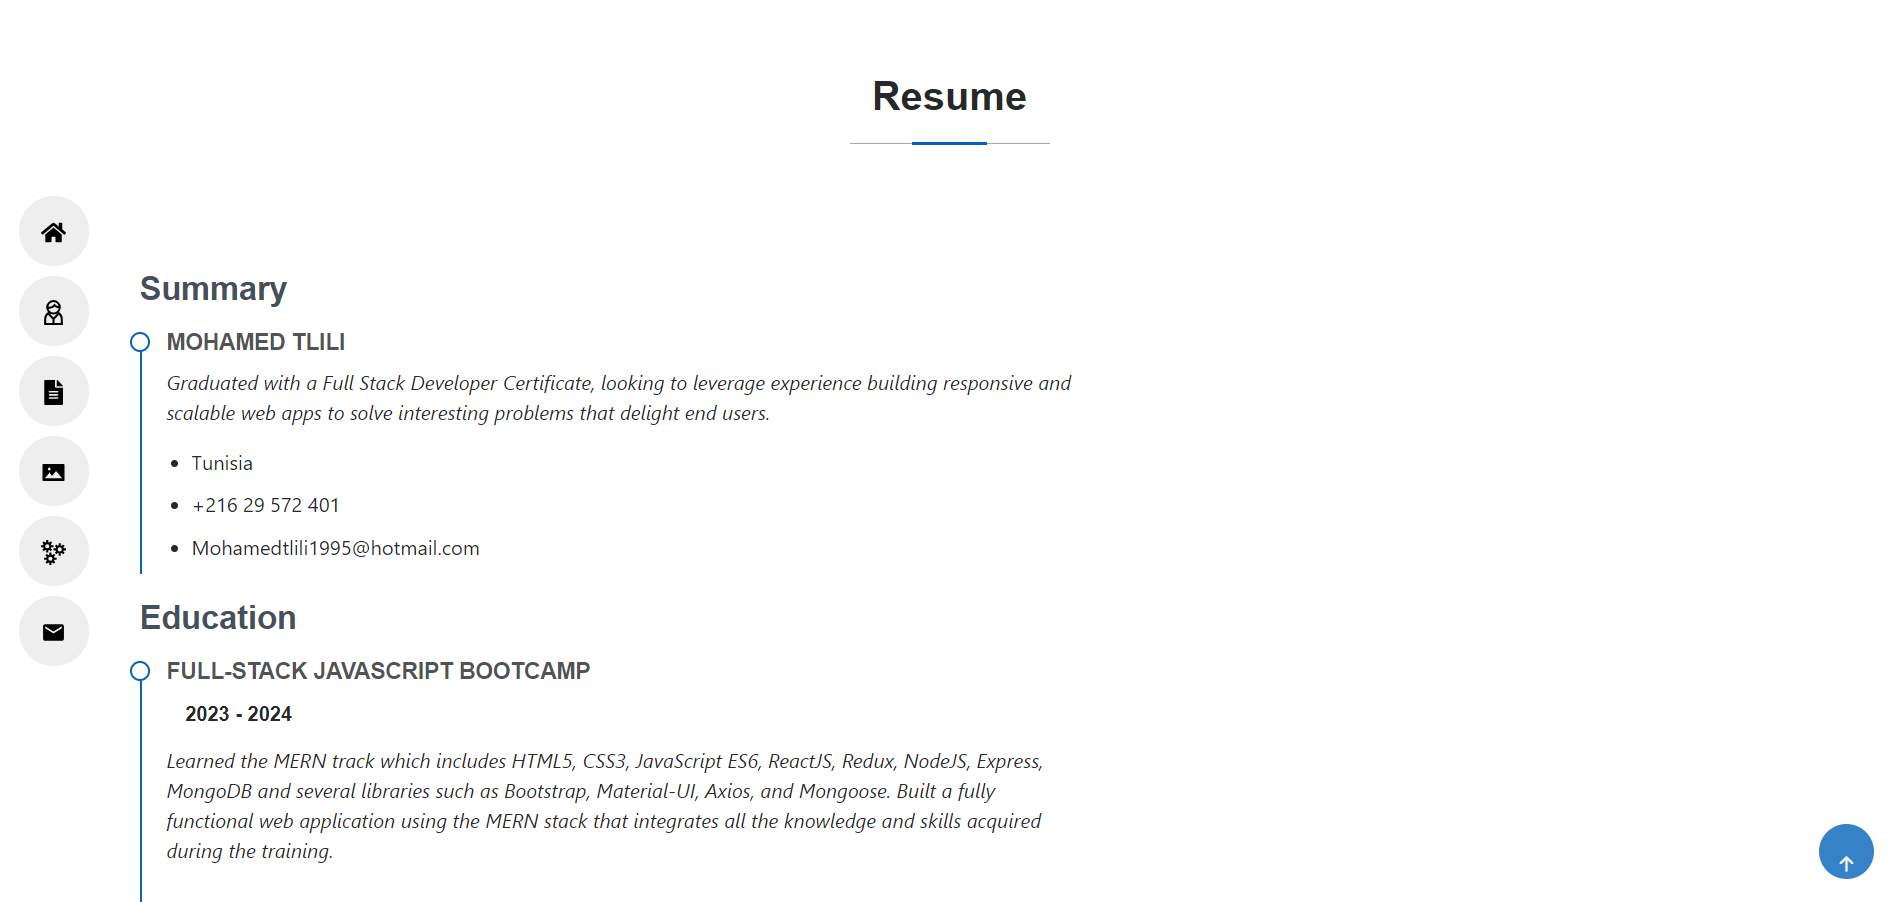 Resume
Summary
MOHAMED TLILI
Graduated with a Full Stack Developer Certificate, looking to leverage experience building responsive and
scalable web apps to solve interesting problems that delight end users.
Tunisia
+216 29 572 401
Mohamedtlili1995@hotmail.com
Education
FULL-STACK JAVASCRIPT BOOTCAMP
2023 - 2024
Learned the MERN track which includes HTML5, CSS3, JavaScript ES6, ReactJS, Redux, NodeJS, Express,
MongoDB and several libraries such as Bootstrap, Material-UI, Axios, and Mongoose. Built a fully
functional web application using the MERN stack that integrates all the knowledge and skills acquired
during the training.